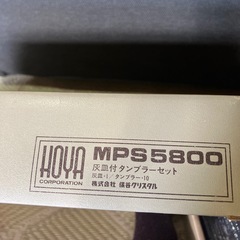 HOYA
CORPORATION
MPS5800
灰皿付タンブラーセット
灰皿・1／タンブラー・10
株式会社 保谷クリスタル